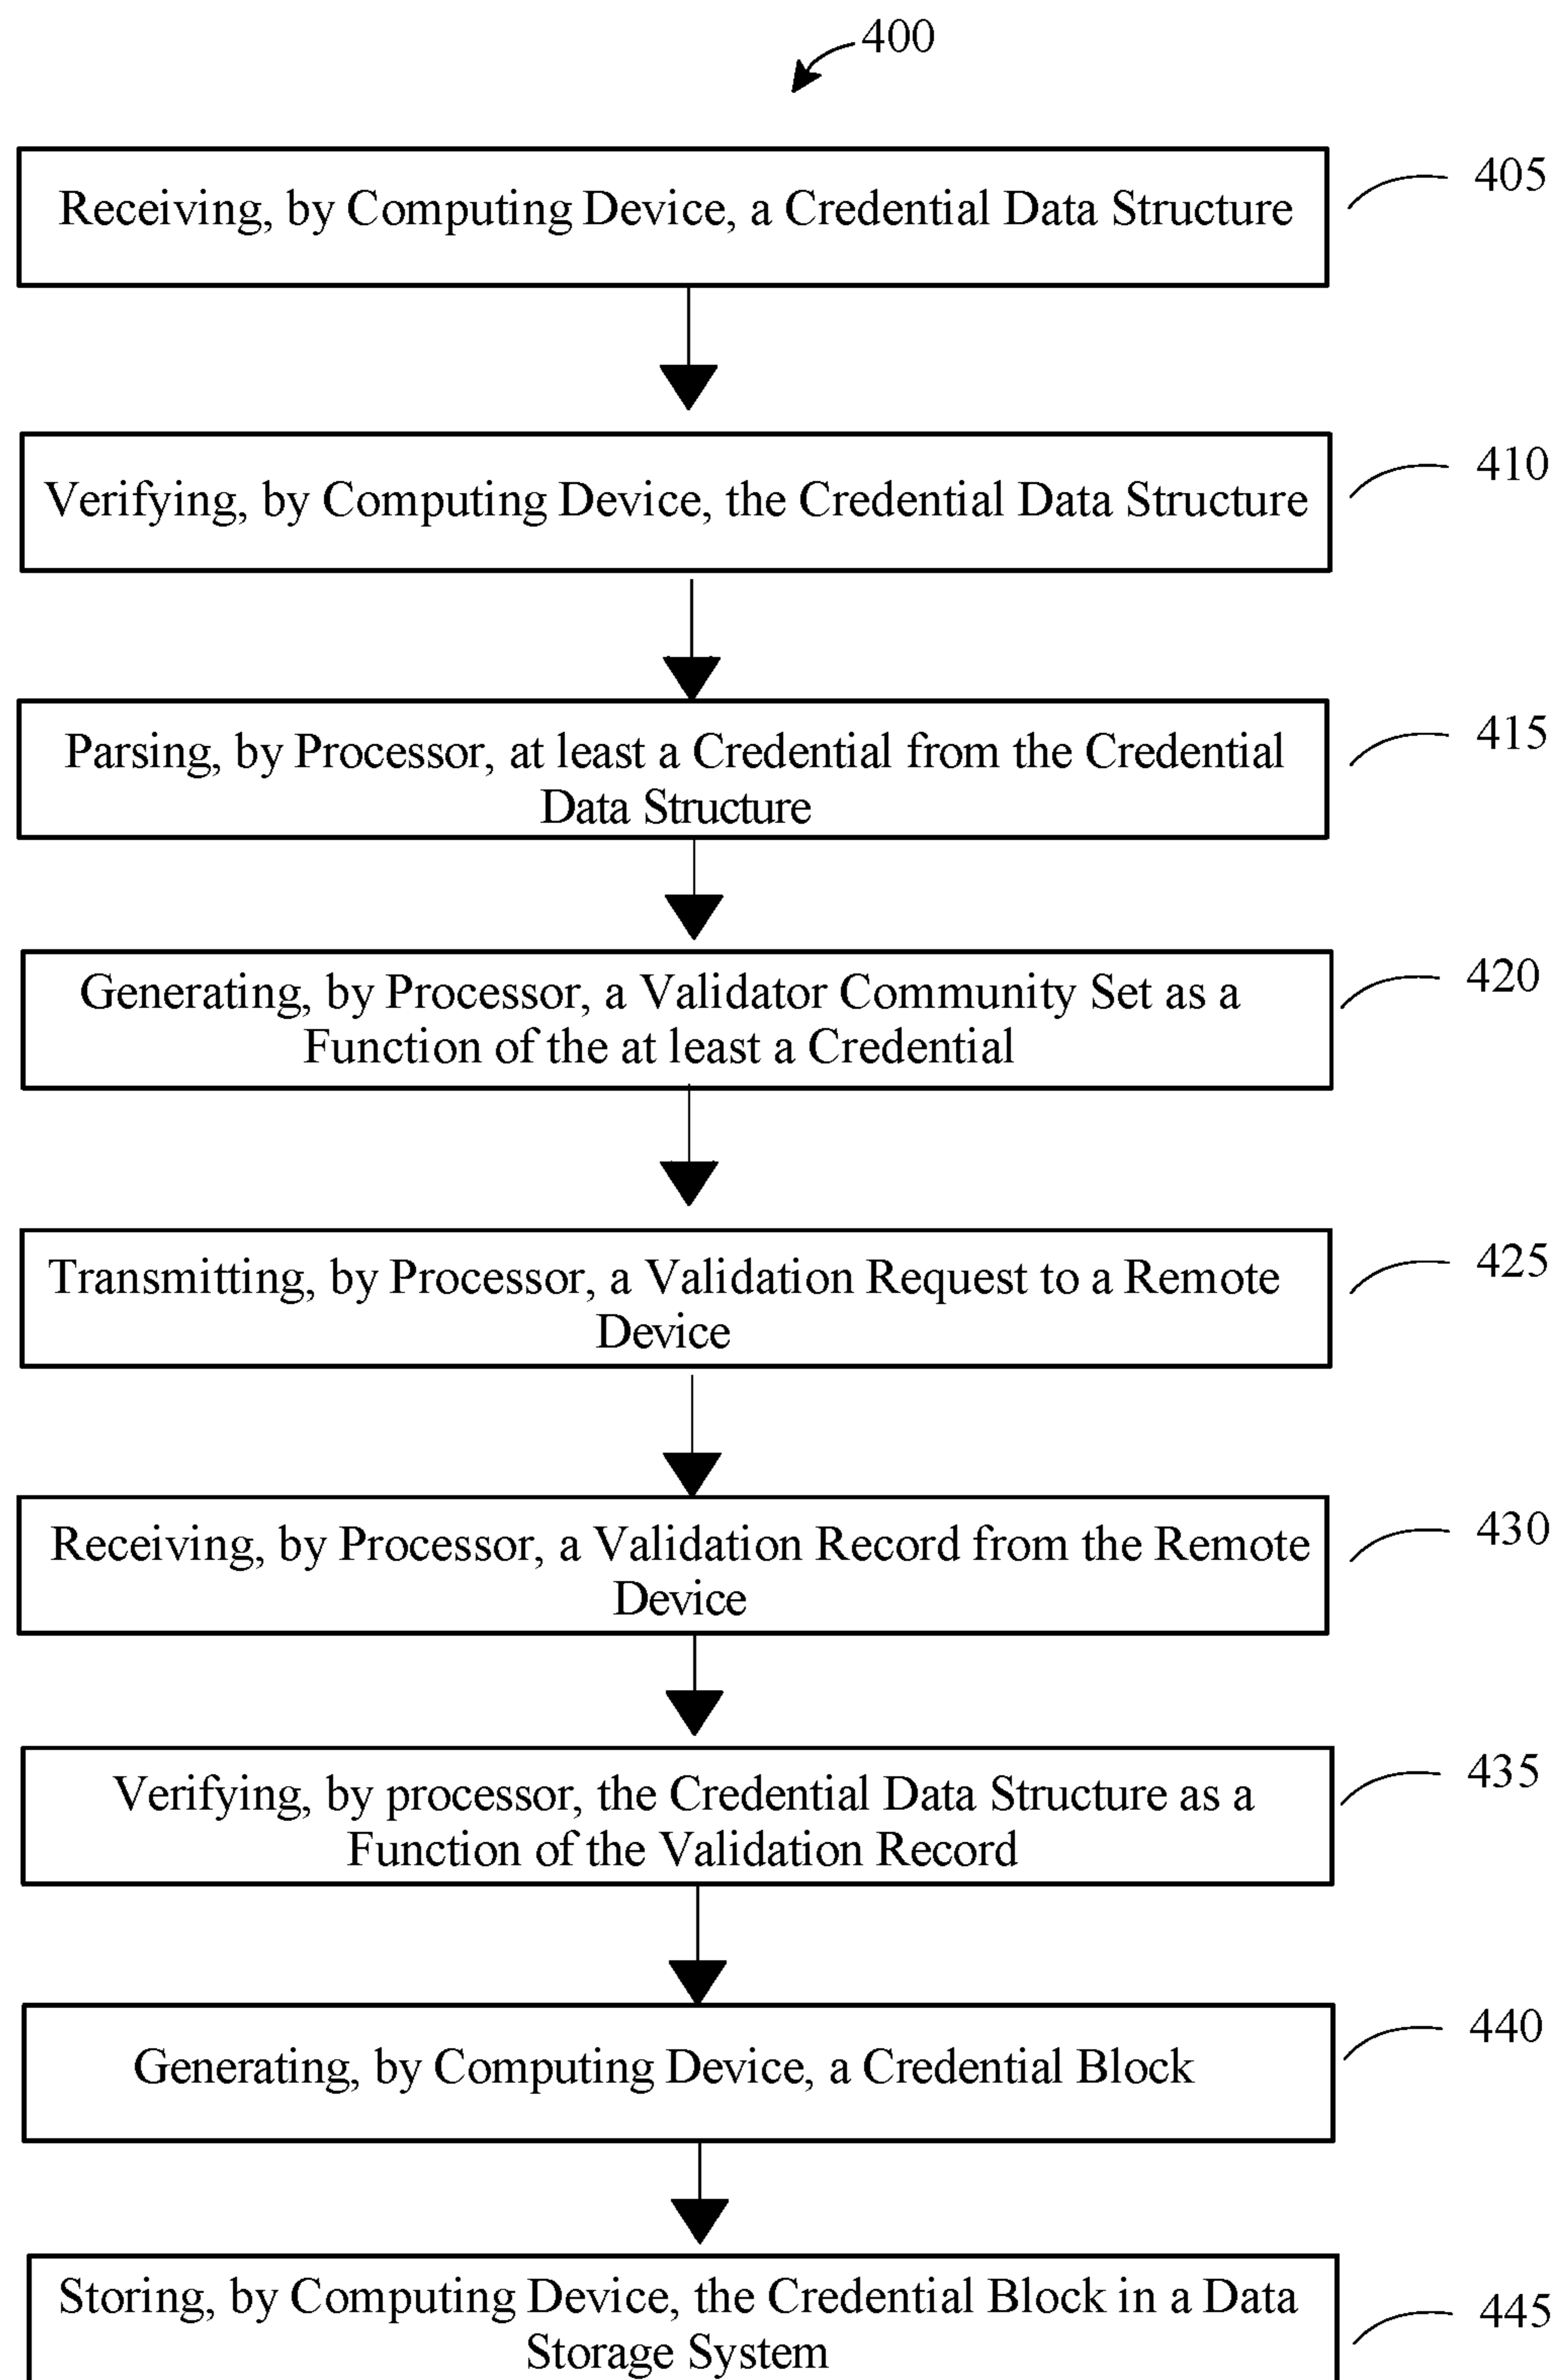 400
Receiving, by Computing Device, a Credential Data Structure
405
Verifying, by Computing Device, the Credential Data Structure
410
Parsing, by Processor, at least a Credential from the Credential
Data Structure
415
Generating, by Processor, a Validator Community Set as a
Function of the at least a Credential
420
Transmitting, by Processor, a Validation Request to a Remote
Device
425
Receiving, by Processor, a Validation Record from the Remote
Device
430
Verifying, by processor, the Credential Data Structure as a
Function of the Validation Record
435
Generating, by Computing Device, a Credential Block
440
Storing, by Computing Device, the Credential Block in a Data
Storage System
445